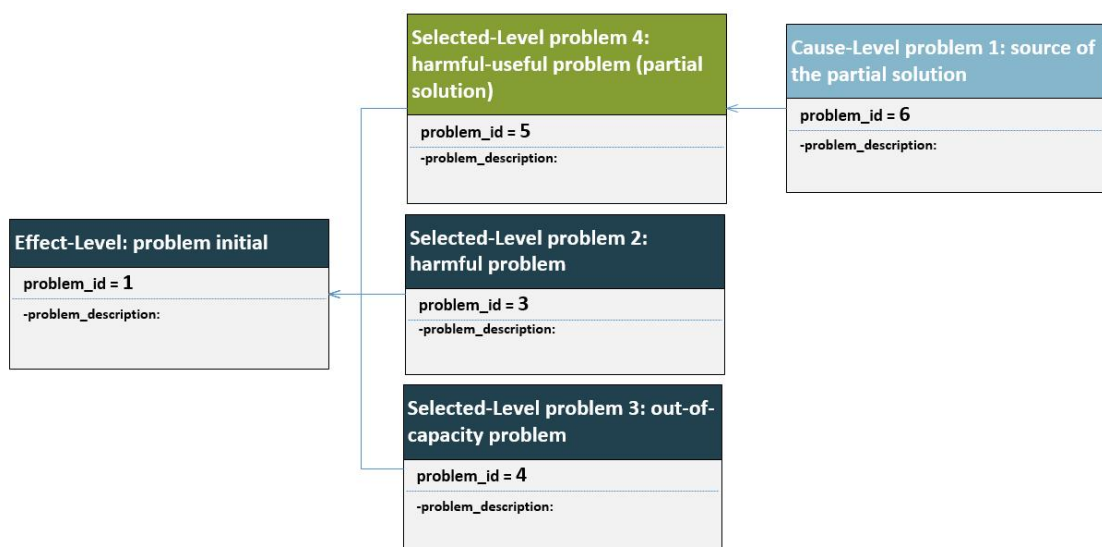 Selected-Level problem 4:
harmful-useful problem (partial
solution)
problem_id = 5
-problem_description:
Cause-Level problem 1: source of
the partial solution
problem_id = 6
-problem_description:
Effect-Level: problem initial
problem_id = 1
-problem_description:
Selected-Level problem 2:
harmful problem
problem_id = 3
-problem_description:
Selected-Level problem 3: out-of-
capacity problem
problem_id = 4
-problem_description: